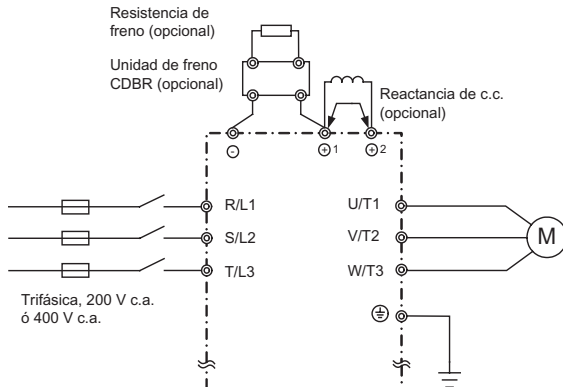 Resistencia de
freno (opcional)
Unidad de freno
CDBR (opcional)
Reactancia de c.c.
(opcional)
- +1 +2
R/L1 U/T1
S/L2 V/T2
M
T/L3 W/T3
Trifásica, 200 V c.a.
ó 400 V c.a.